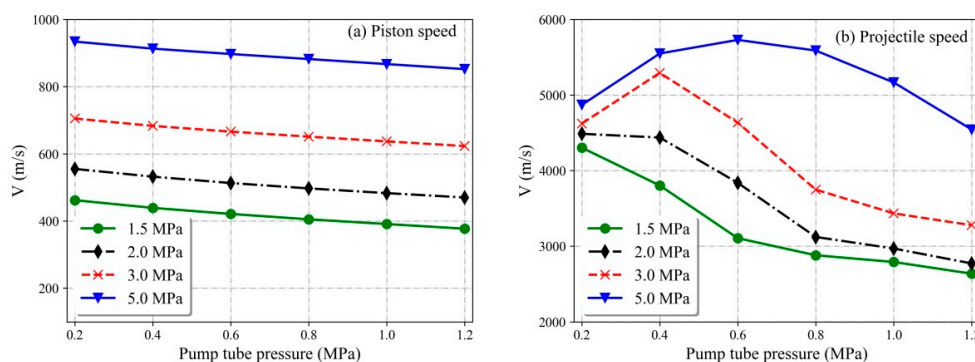 (a) Piston speed
1000
800
600
400
200
V (m/s)
1.5 MPa
2.0 MPa
3.0 MPa
5.0 MPa
0.2 0.4 0.6 0.8 1.0 1.2
Pump tube pressure (MPa)
(b) Projectile speed
6000
5000
4000
3000
2000
V (m/s)
1.5 MPa
2.0 MPa
3.0 MPa
5.0 MPa
0.2 0.4 0.6 0.8 1.0
Pump tube pressure (MPa)